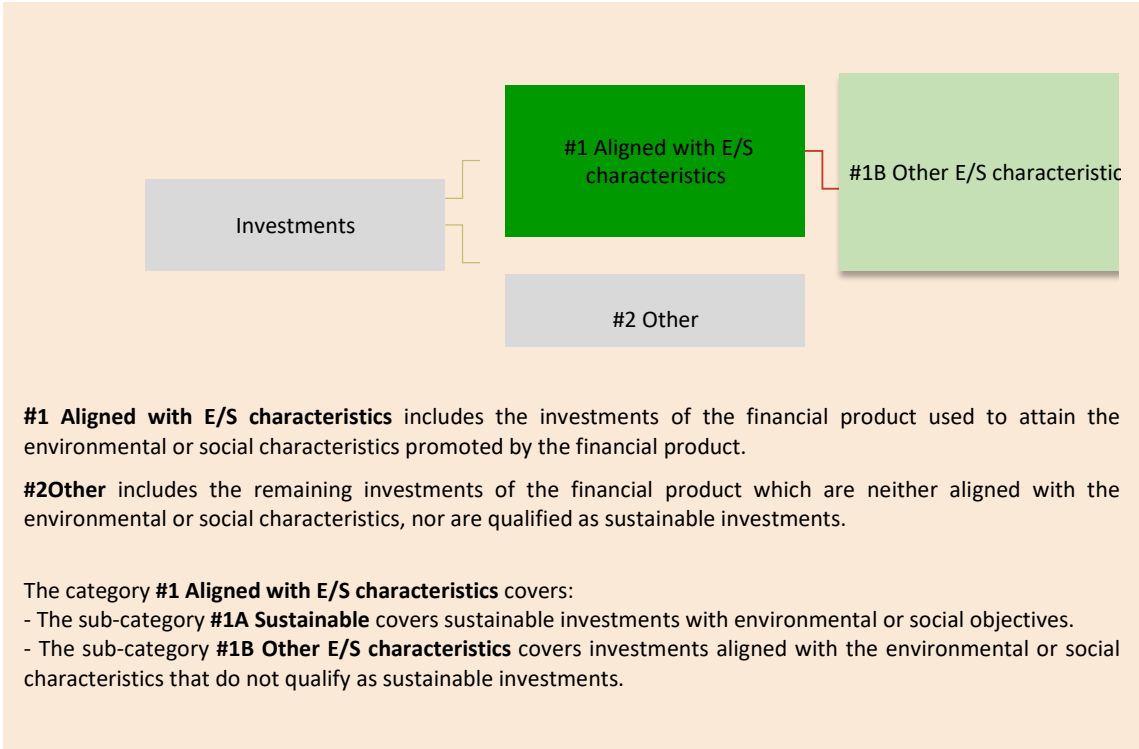 #1 Aligned with E/S
characteristics
#1B Other E/S characteristic
Investments
#2 Other
#1 Aligned with E/S characteristics includes the investments of the financial product used to attain the
environmental or social characteristics promoted by the financial product.
#2Other includes the remaining investments of the financial product which are neither aligned with the
environmental or social characteristics, nor are qualified as sustainable investments.
The category #1 Aligned with E/S characteristics covers:
- The sub-category #1A Sustainable covers sustainable investments with environmental or social objectives.
- The sub-category #1B Other E/S characteristics covers investments aligned with the environmental or social
characteristics that do not qualify as sustainable investments.